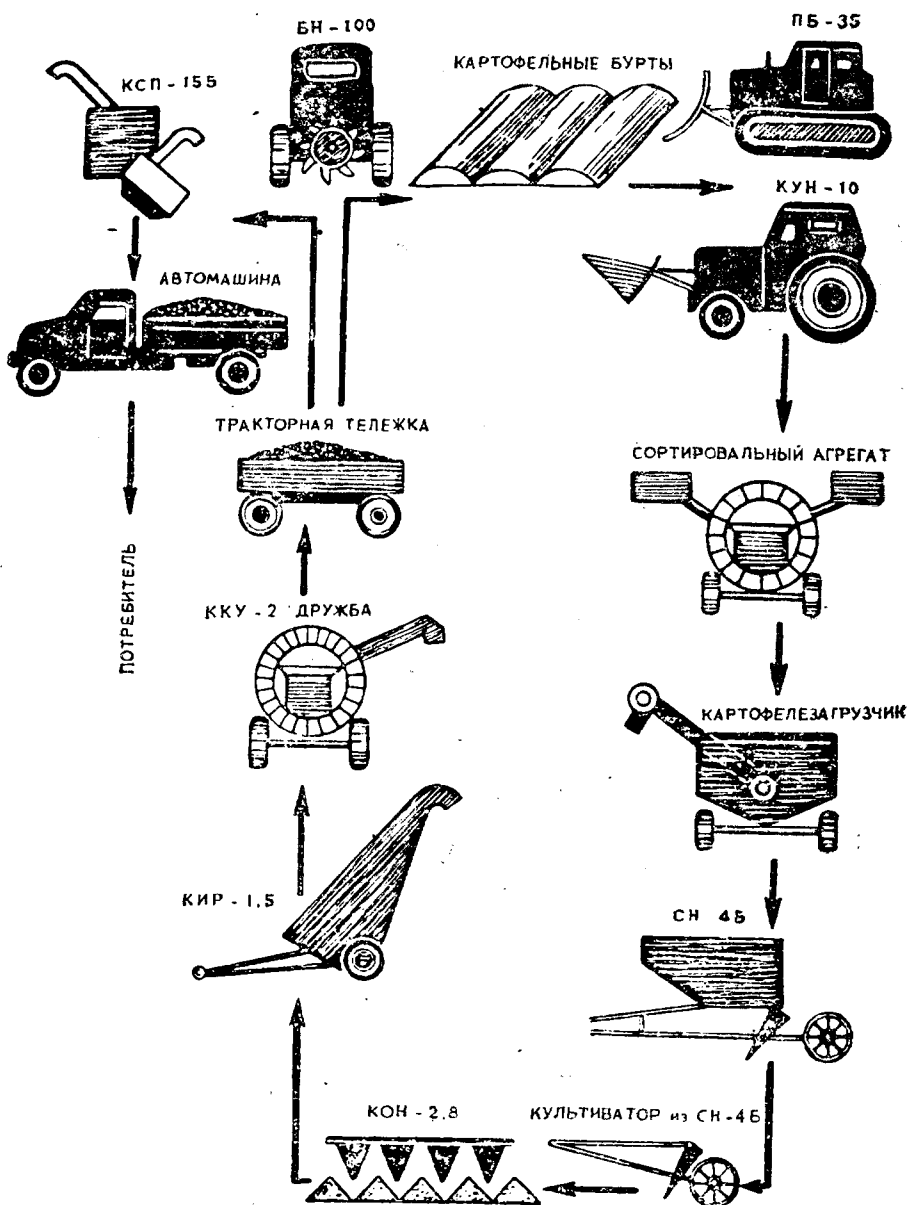 БН-100
ПБ-35
КСП-15Б
КАРТОФЕЛЬНЫЕ БУРТЫ
КУН-10
АВТОМАШИНА
ТРАКТОРНАЯ ТЕЛЕЖКА
СОРТИРОВАЛЬНЫЙ АГРЕГАТ
ПОТРЕБИТЕЛЬ
ККУ-2 ДРУЖБА
КАРТОФЕЛЕЗАГРУЗЧИК
КИР-1,5
СН-4Б
КОН-2,8
КУЛЬТИВАТОР из СН-4Б